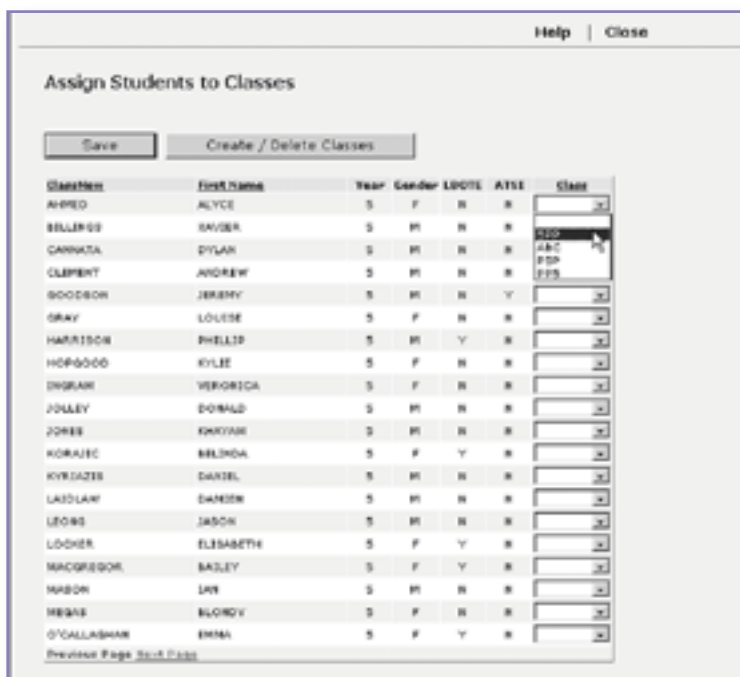 Help | Close
Assign Students to Classes
Save Create / Delete Classes
First Name Year Gender LBOTE ATSI Class
AHMED ALYCE 5 F N N
BILLINGS XAVIER 5 M N N
CANNATA DYLAN 5 M N N
ABC
CLEMENT ANDREW 5 M N N
GOODSON JEREMY 5 M N Y
GRAY LOUISE 5 F N N
HARRISON PHILLIP 5 M Y N
HOPGOOD KYLIE 5 F N N
INGRAM VERONICA 5 F N N
JOLLEY DONALD 5 M N N
JONES 5 M N N
KORAJIC BELINDA 5 F Y N
KYRIAZIS DANIEL 5 M N N
LAIDLAW DAMIEN 5 M N N
LEONG JASON 5 M N N
LOCKER ELISABETH 5 F Y N
MACGREGOR BAILEY 5 F Y N
MASON IAN 5 M N N
MEGAS 5 F N N
O'CALLAGHAN EMMA 5 F Y N
Previous Page Next Page